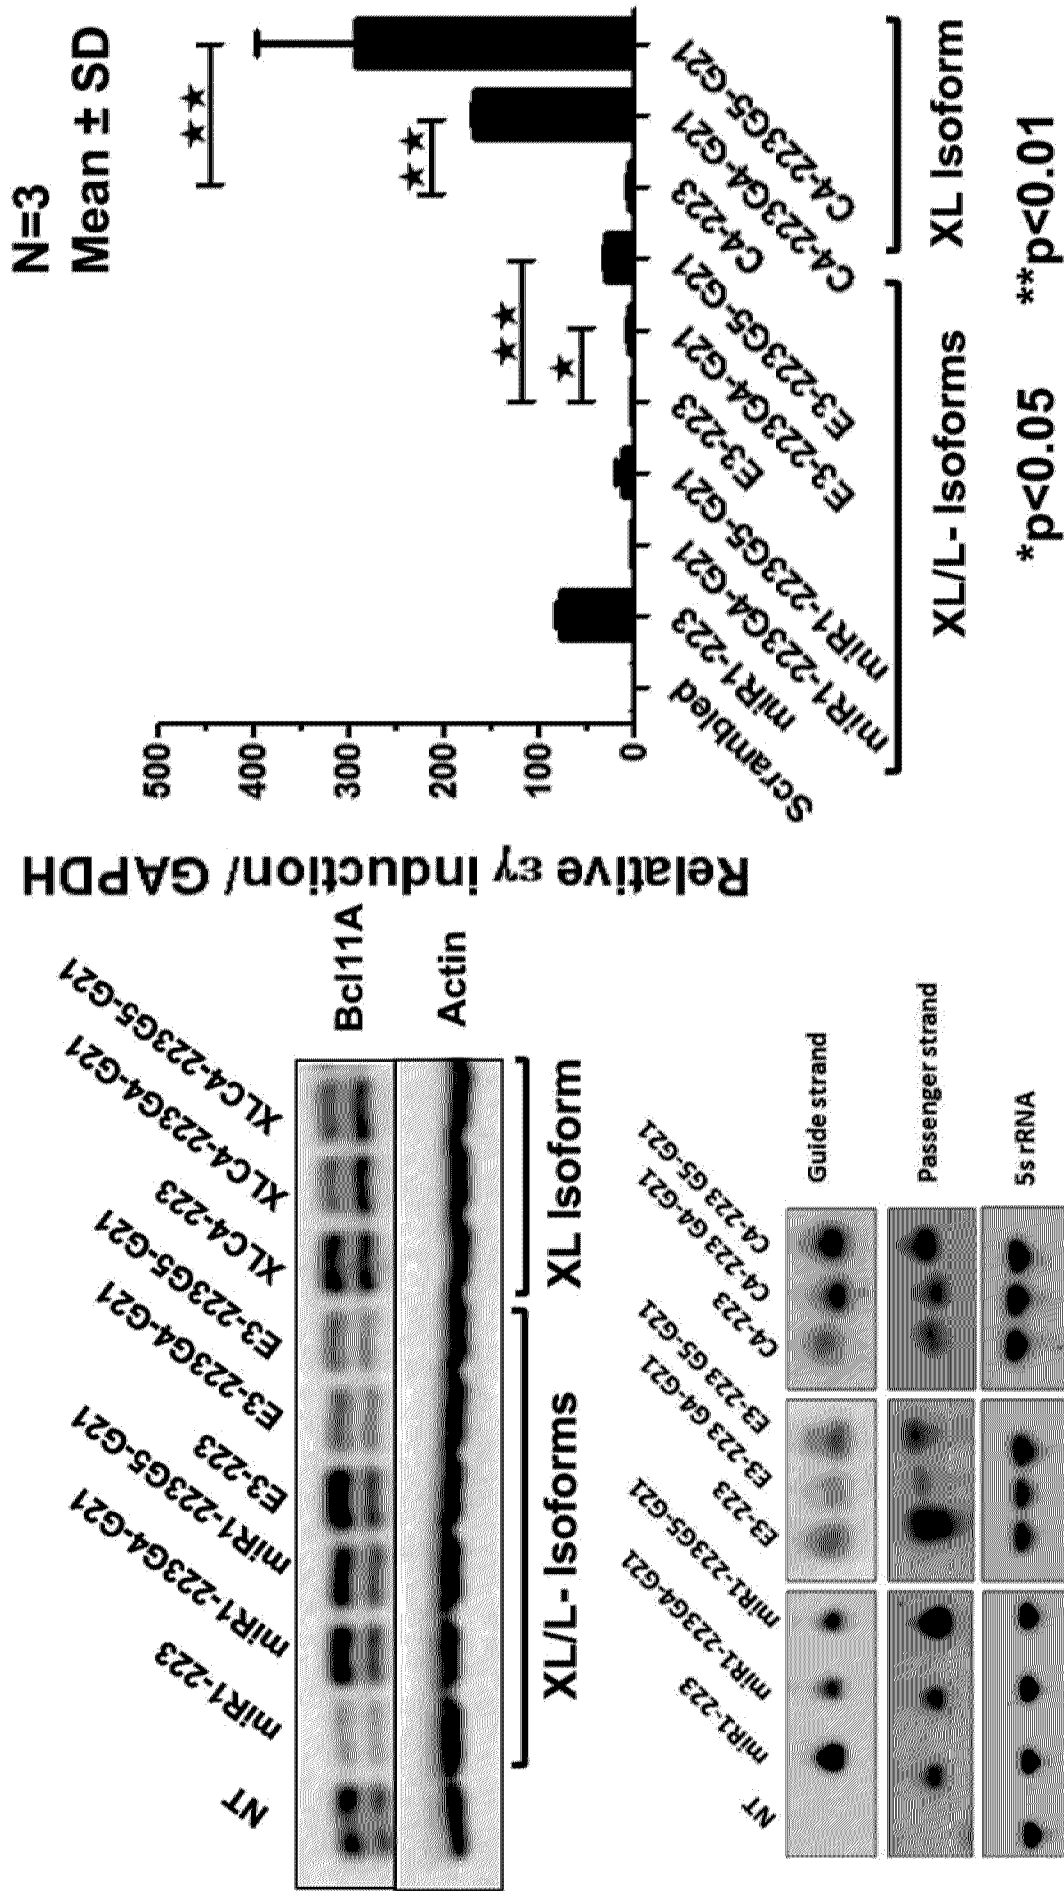 NT
miR1-223
miR1-223G4-G21
miR1-223G5-G21
E3-223
E3-223G4-G21
E3-223G5-G21
XLC4-223
XLC4-223G4-G21
XLC4-223G5-G21
Bcl11A
Actin
XL/L- Isoforms
XL Isoform
N=3
Mean ± SD
Relative εγ induction/ GAPDH
500
400
300
200
100
0
★
★★
★★
★★
Scrambled
miR1-223
miR1-223G4-G21
miR1-223G5-G21
E3-223
E3-223G4-G21
E3-223G5-G21
C4-223
C4-223G4-G21
C4-223G5-G21
XL/L- Isoforms
XL Isoform
*p<0.05 **p<0.01
NT
miR1-223
miR1-223G4-G21
miR1-223G5-G21
E3-223
E3-223 G4-G21
E3-223 G5-G21
C4-223
C4-223 G4-G21
C4-223 G5-G21
Guide strand
Passenger strand
5s rRNA